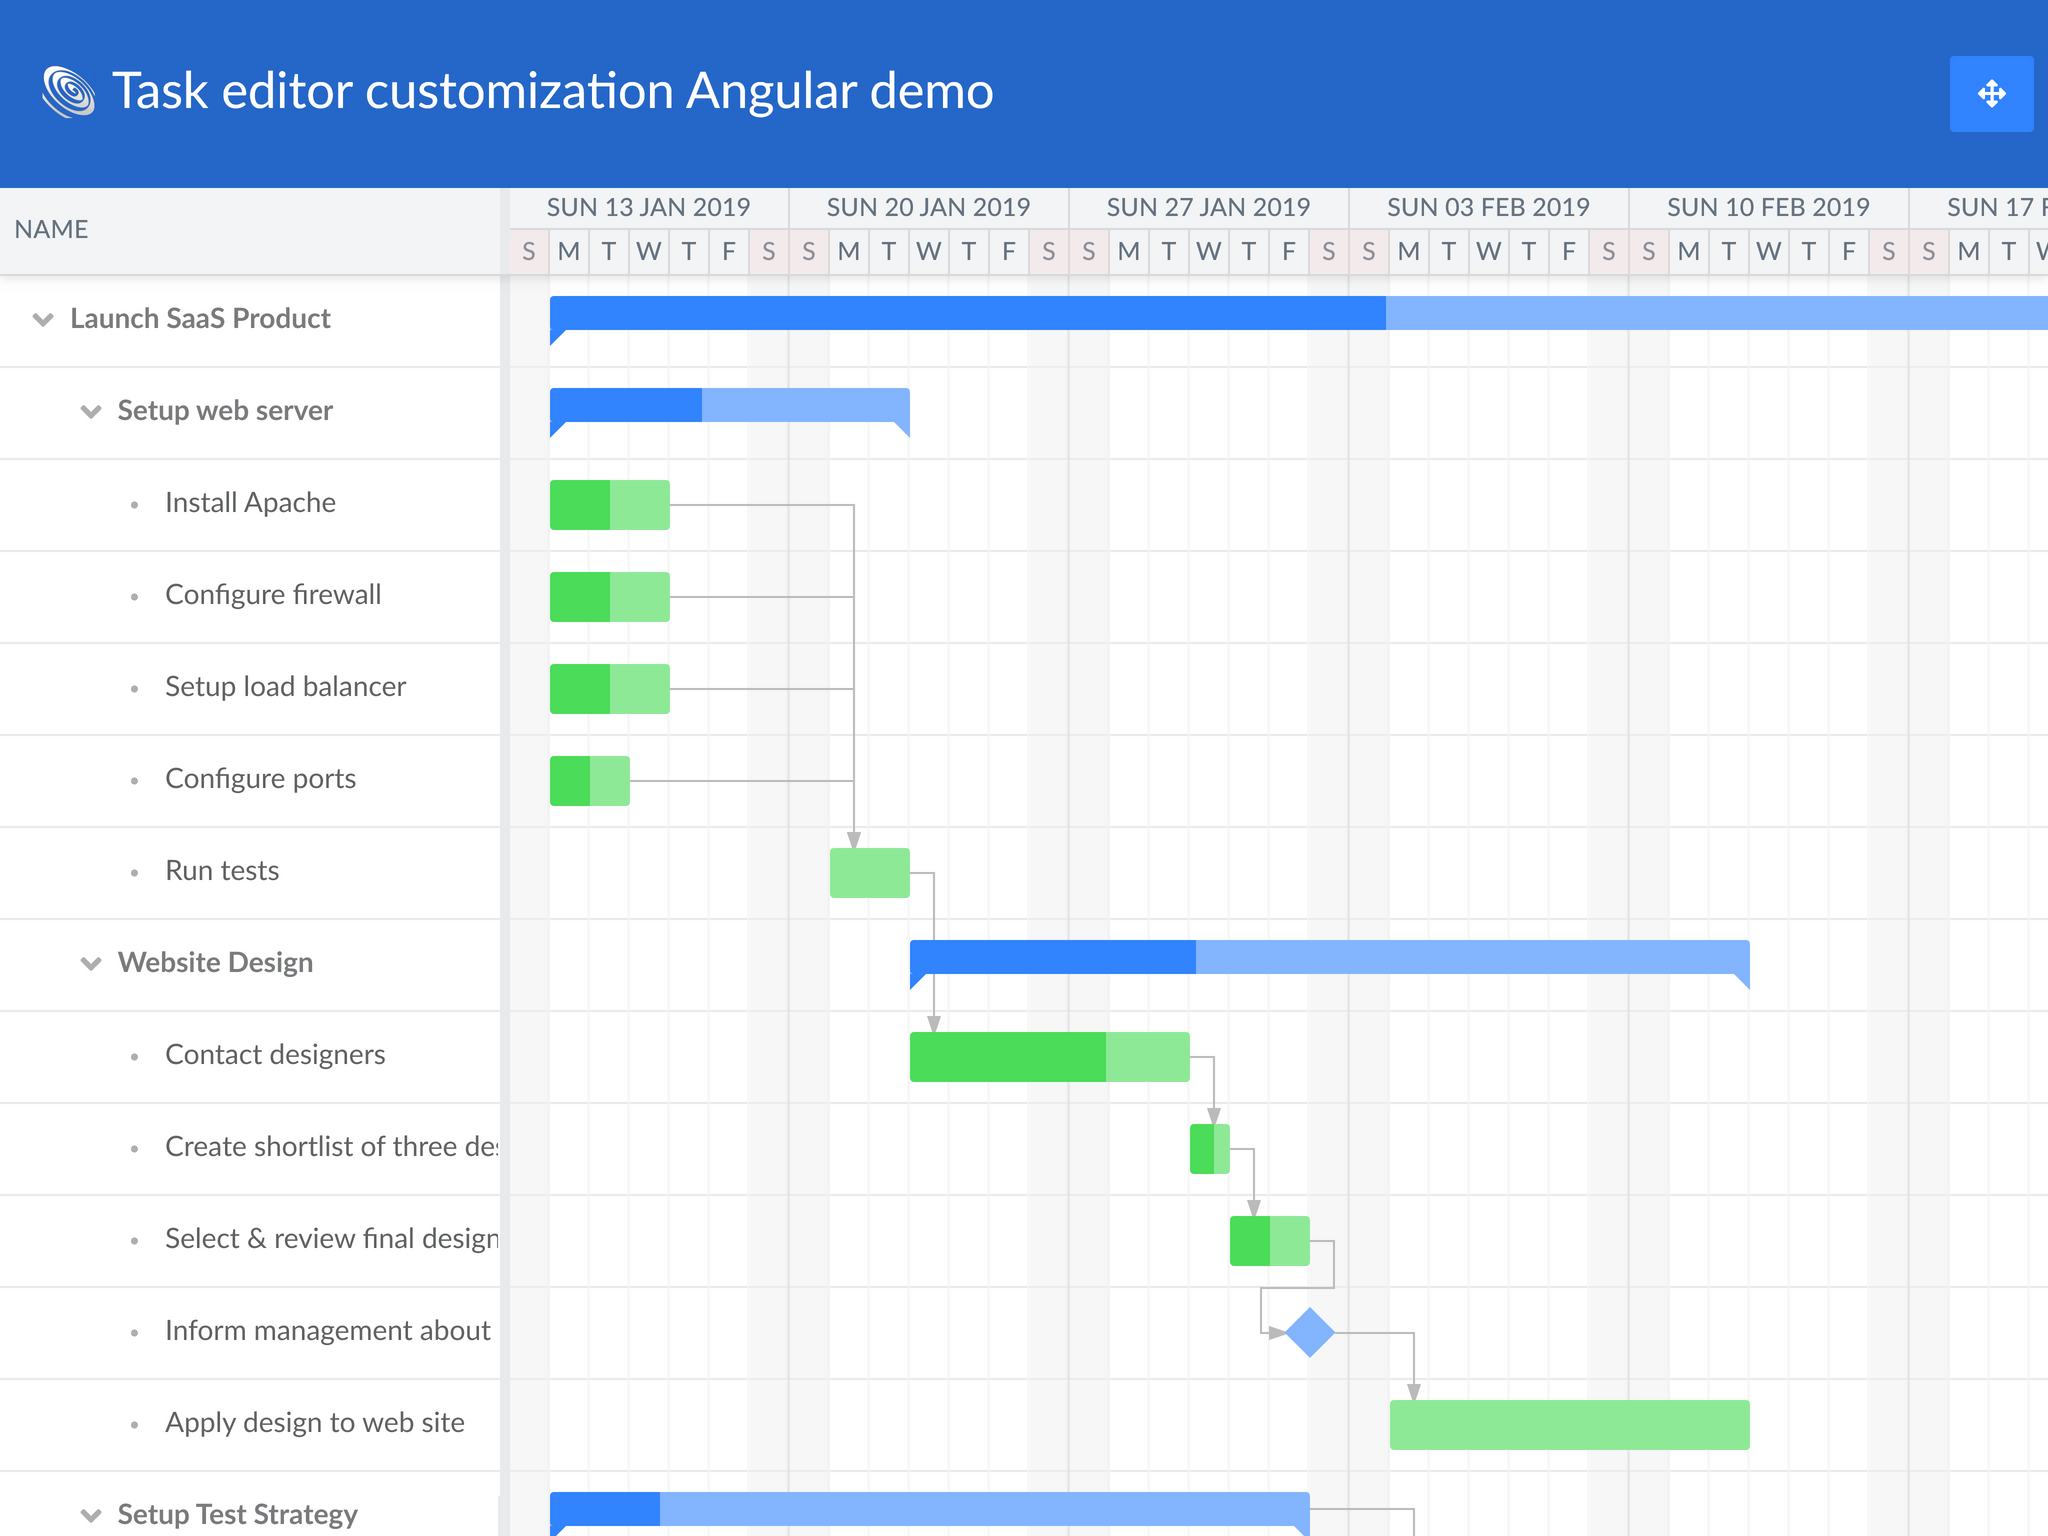 Task editor customization Angular demo
NAME
SUN 13 JAN 2019 SUN 20 JAN 2019 SUN 27 JAN 2019 SUN 03 FEB 2019 SUN 10 FEB 2019 SUN 17
S M T W T F S S M T W T F S S M T W T F S S M T W T F S S M T W T F S S M T
Launch SaaS Product
Setup web server
Install Apache
Configure firewall
Setup load balancer
Configure ports
Run tests
Website Design
Contact designers
Create shortlist of three
Select & review final design
Inform management about
Apply design to web site
Setup Test Strategy